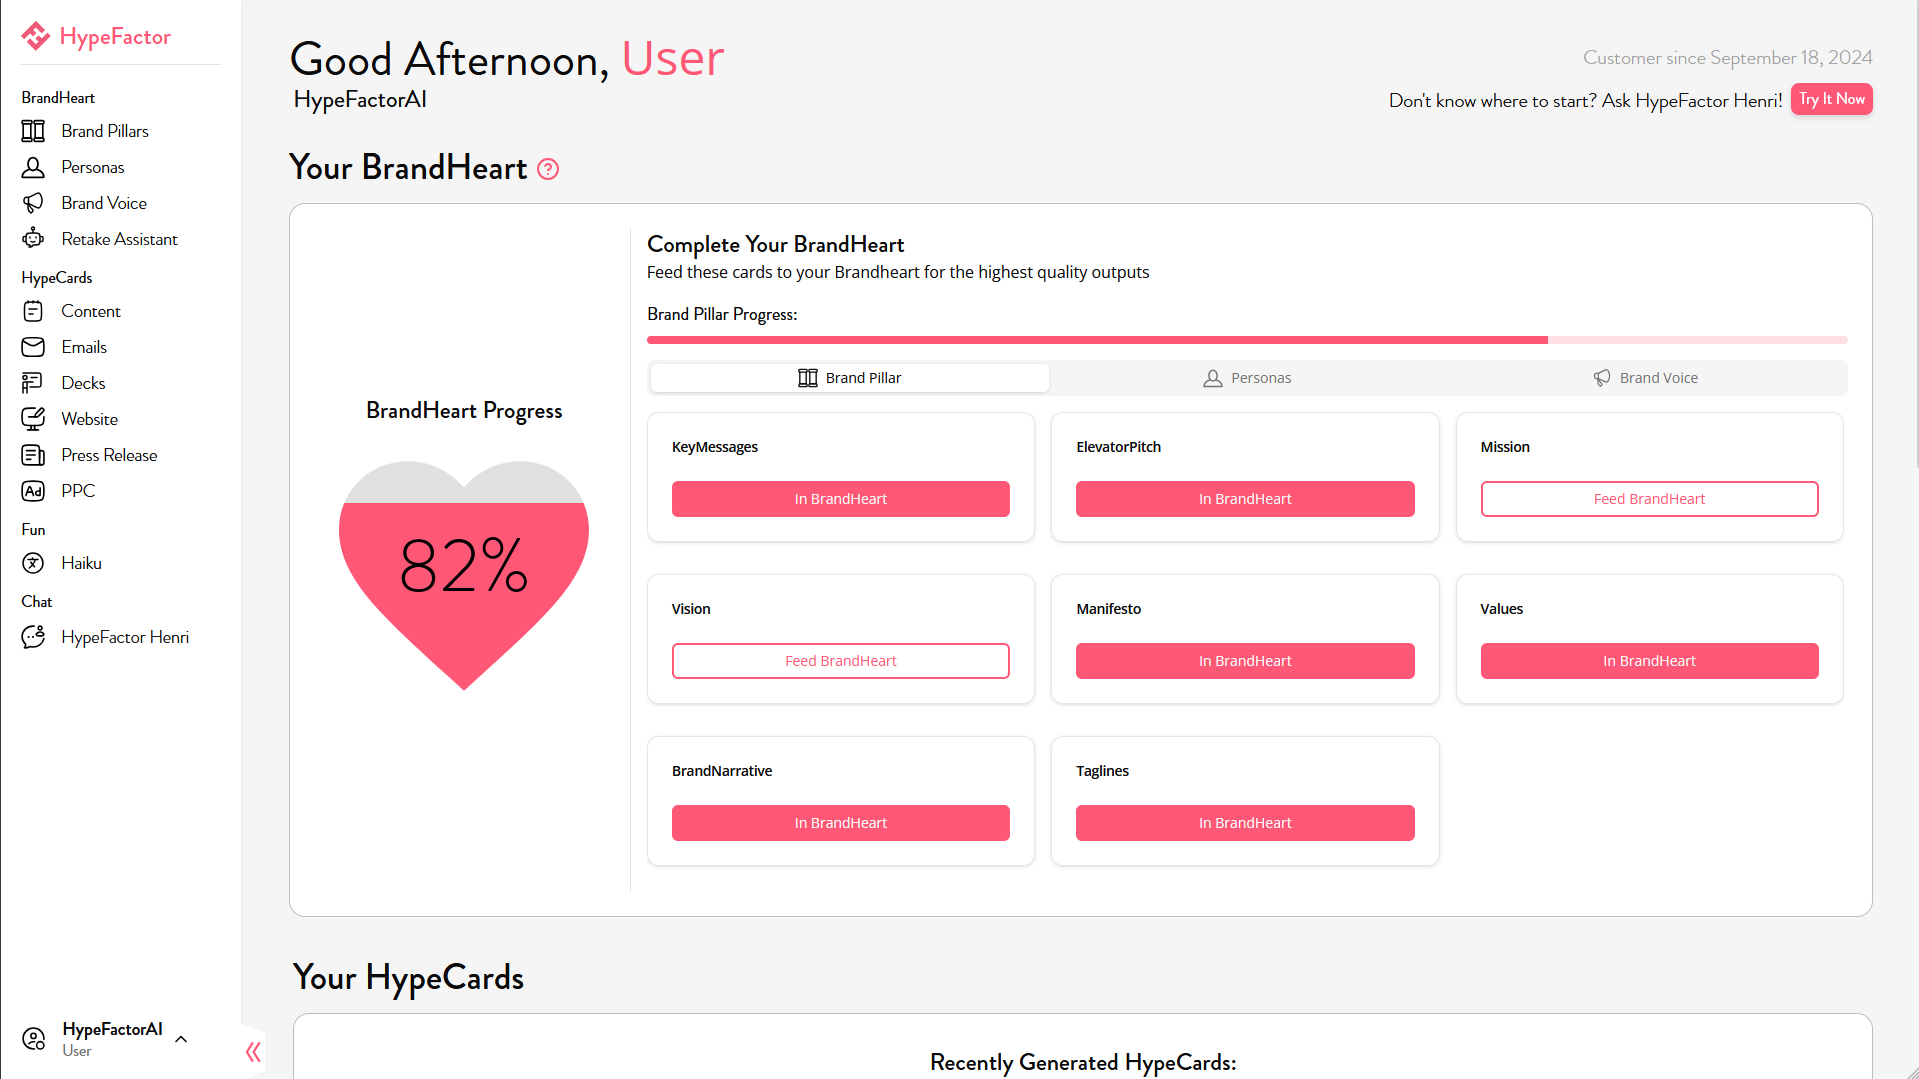 HypeFactor
BrandHeart
Brand Pillars
Personas
Brand Voice
Retake Assistant
HypeCards
Content
Emails
Decks
Website
Press Release
Ad
PPC
Fun
Haiku
Chat
HypeFactor Henri
HypeFactorAI
User
Good Afternoon, User
HypeFactorAI
Customer since September 18, 2024
Don't know where to start? Ask HypeFactor Henri! Try It Now
Your BrandHeart ?
BrandHeart Progress
82%
Complete Your BrandHeart
Feed these cards to your Brandheart for the highest quality outputs
Brand Pillar Progress:
Brand Pillar Personas Brand Voice
KeyMessages ElevatorPitch Mission
In BrandHeart In BrandHeart Feed BrandHeart
Vision Manifesto Values
Feed BrandHeart In BrandHeart In BrandHeart
BrandNarrative Taglines
In BrandHeart In BrandHeart
Your HypeCards
Recently Generated HypeCards: